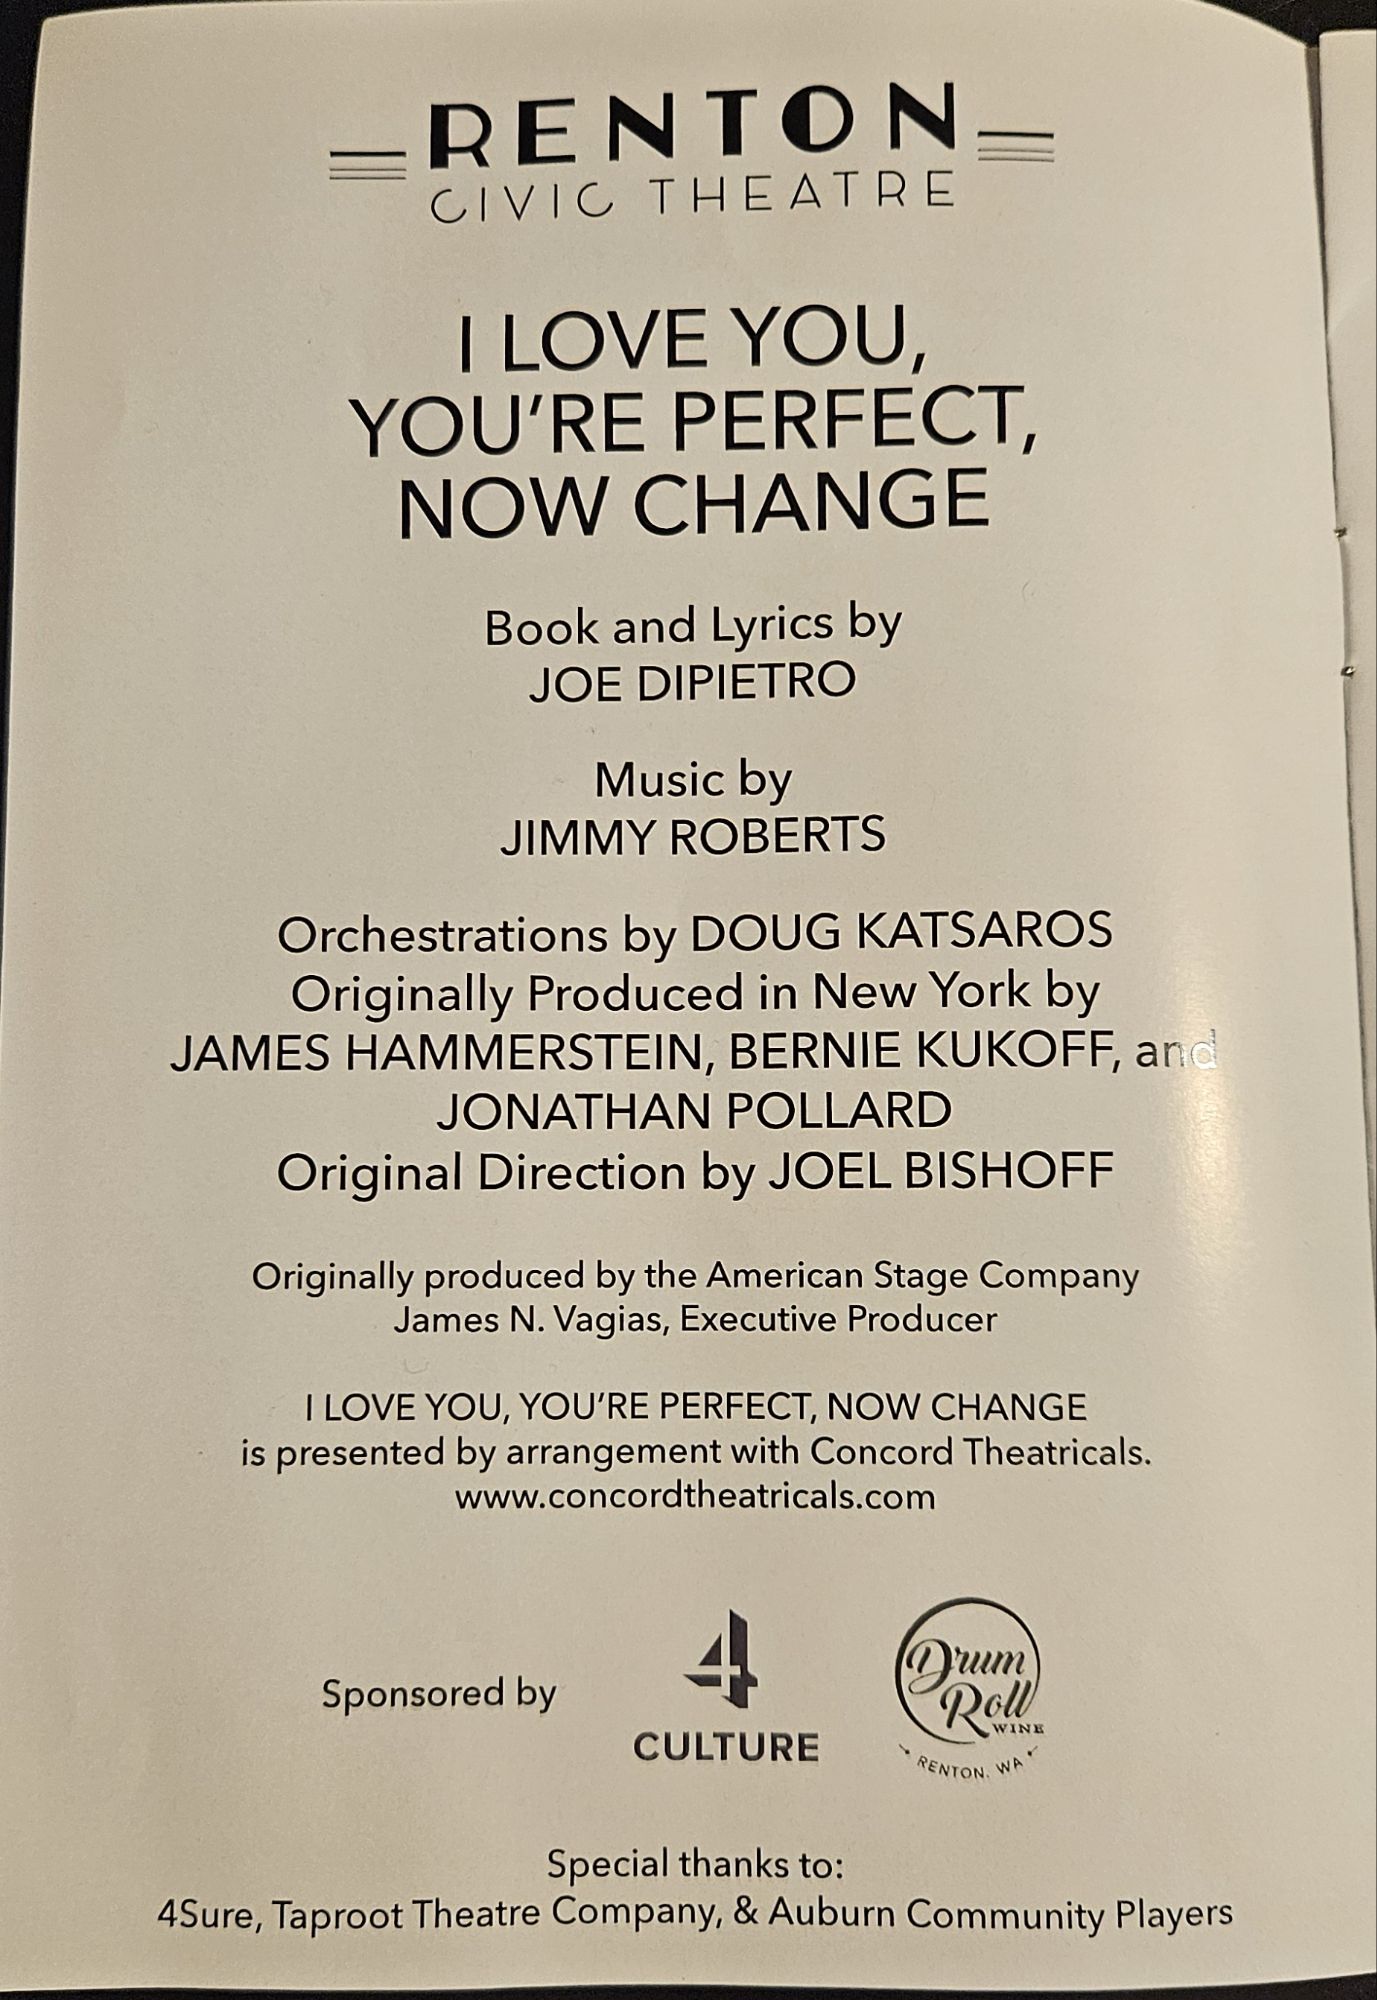 RENTON
CIVIC THEATRE
I LOVE YOU,
YOU'RE PERFECT,
NOW CHANGE
Book and Lyrics by
JOE DIPIETRO
Music by
JIMMY ROBERTS
Orchestrations by DOUG KATSAROS
Originally Produced in New York by
JAMES HAMMERSTEIN, BERNIE KUKOFF, and
JONATHAN POLLARD
Original Direction by JOEL BISHOFF
Originally produced by the American Stage Company
James N. Vagias, Executive Producer
I LOVE YOU, YOU'RE PERFECT, NOW CHANGE
is presented by arrangement with Concord Theatricals.
www.concordtheatricals.com
Sponsored by
4
CULTURE
Drum
Roll
WINE
RENTON, WA
Special thanks to:
4Sure, Taproot Theatre Company, & Auburn Community Players